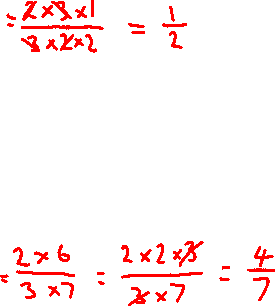 = 2×3×1 / 3×2×2 = 1/2
= 2×6 / 3×7 = 2×2×3 / 3×7 = 4/7